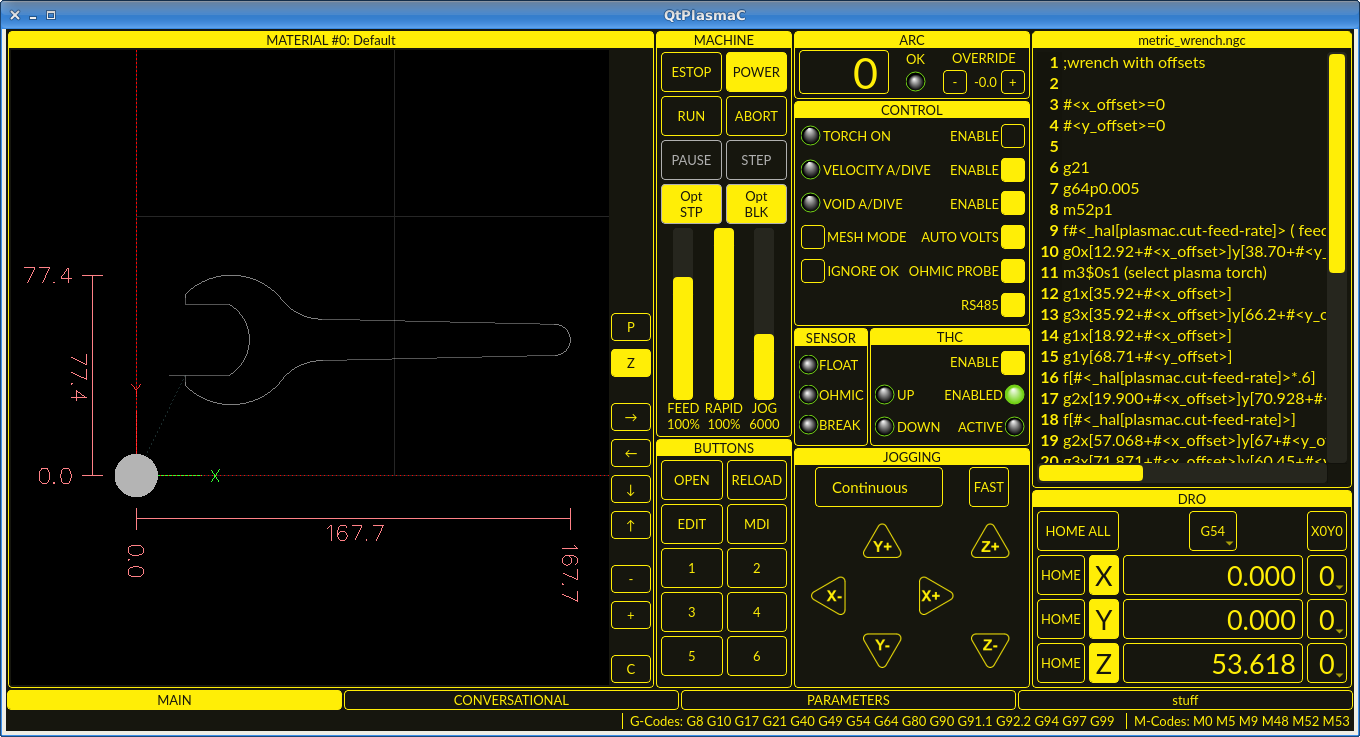 QtPlasmaC
MATERIAL #0: Default
77.4
77.4
Y
0.0
X
167.7
0.0
167.7
P
Z
→
←
↓
↑
-
+
C
MACHINE
ESTOP POWER
RUN ABORT
PAUSE STEP
Opt STP
Opt BLK
FEED 100%
RAPID 100%
JOG 6000
BUTTONS
OPEN RELOAD
EDIT MDI
1 2
3 4
5 6
ARC
0
OK
OVERRIDE
- -0.0 +
CONTROL
TORCH ON ENABLE
VELOCITY A/DIVE ENABLE
VOID A/DIVE ENABLE
MESH MODE AUTO VOLTS
IGNORE OK OHMIC PROBE
RS485
SENSOR
FLOAT
OHMIC
BREAK
THC
ENABLE
UP ENABLED
DOWN ACTIVE
JOGGING
Continuous FAST
Y+ Z+
X- X+
Y- Z-
metric_wrench.ngc
1 ;wrench with offsets
2
3 #<x_offset>=0
4 #<y_offset>=0
5
6 g21
7 g64p0.005
8 m52p1
9 f#<_hal[plasmac.cut-feed-rate]> ( feed
10 g0x[12.92+#<x_offset>]y[38.70+#<y_
11 m3$0s1 (select plasma torch)
12 g1x[35.92+#<x_offset>]
13 g3x[35.92+#<x_offset>]y[66.2+#<y_o
14 g1x[18.92+#<x_offset>]
15 g1y[68.71+#<y_offset>]
16 f[#<_hal[plasmac.cut-feed-rate]>*.6]
17 g2x[19.900+#<x_offset>]y[70.928+#<
18 f[#<_hal[plasmac.cut-feed-rate]>]
19 g2x[57.068+#<x_offset>]y[67+#<y_o
20 g3x[71.871+#<x_offset>]y[60.45+#<y
DRO
HOME ALL G54 X0Y0
HOME X 0.000 0
HOME Y 0.000 0
HOME Z 53.618 0
MAIN CONVERSATIONAL PARAMETERS stuff
G-Codes: G8 G10 G17 G21 G40 G49 G54 G64 G80 G90 G91.1 G92.2 G94 G97 G99 M-Codes: M0 M5 M9 M48 M52 M53